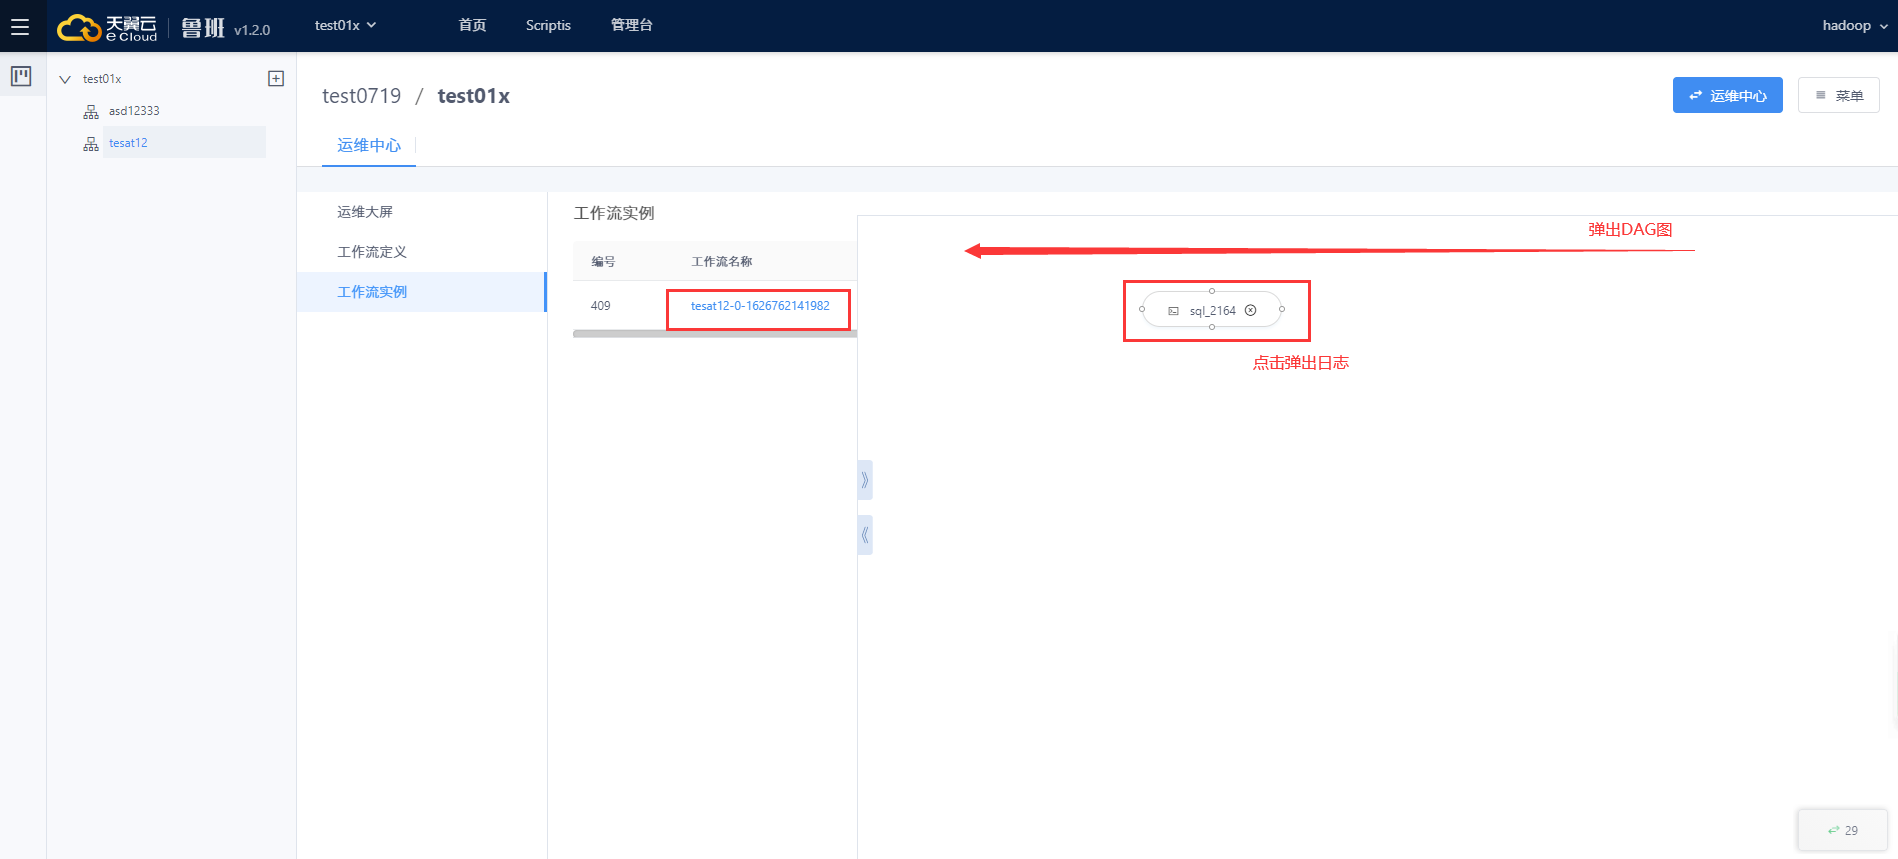 天翼云
e Cloud
鲁班 v1.2.0
test01x
首页
Scriptis
管理台
hadoop
test01x
asd12333
tesat12
test0719 / test01x
运维中心
菜单
运维中心
运维大屏
工作流定义
工作流实例
工作流实例
编号
工作流名称
409
tesat12-0-1626762141982
弹出DAG图
sql_2164
点击弹出日志
29